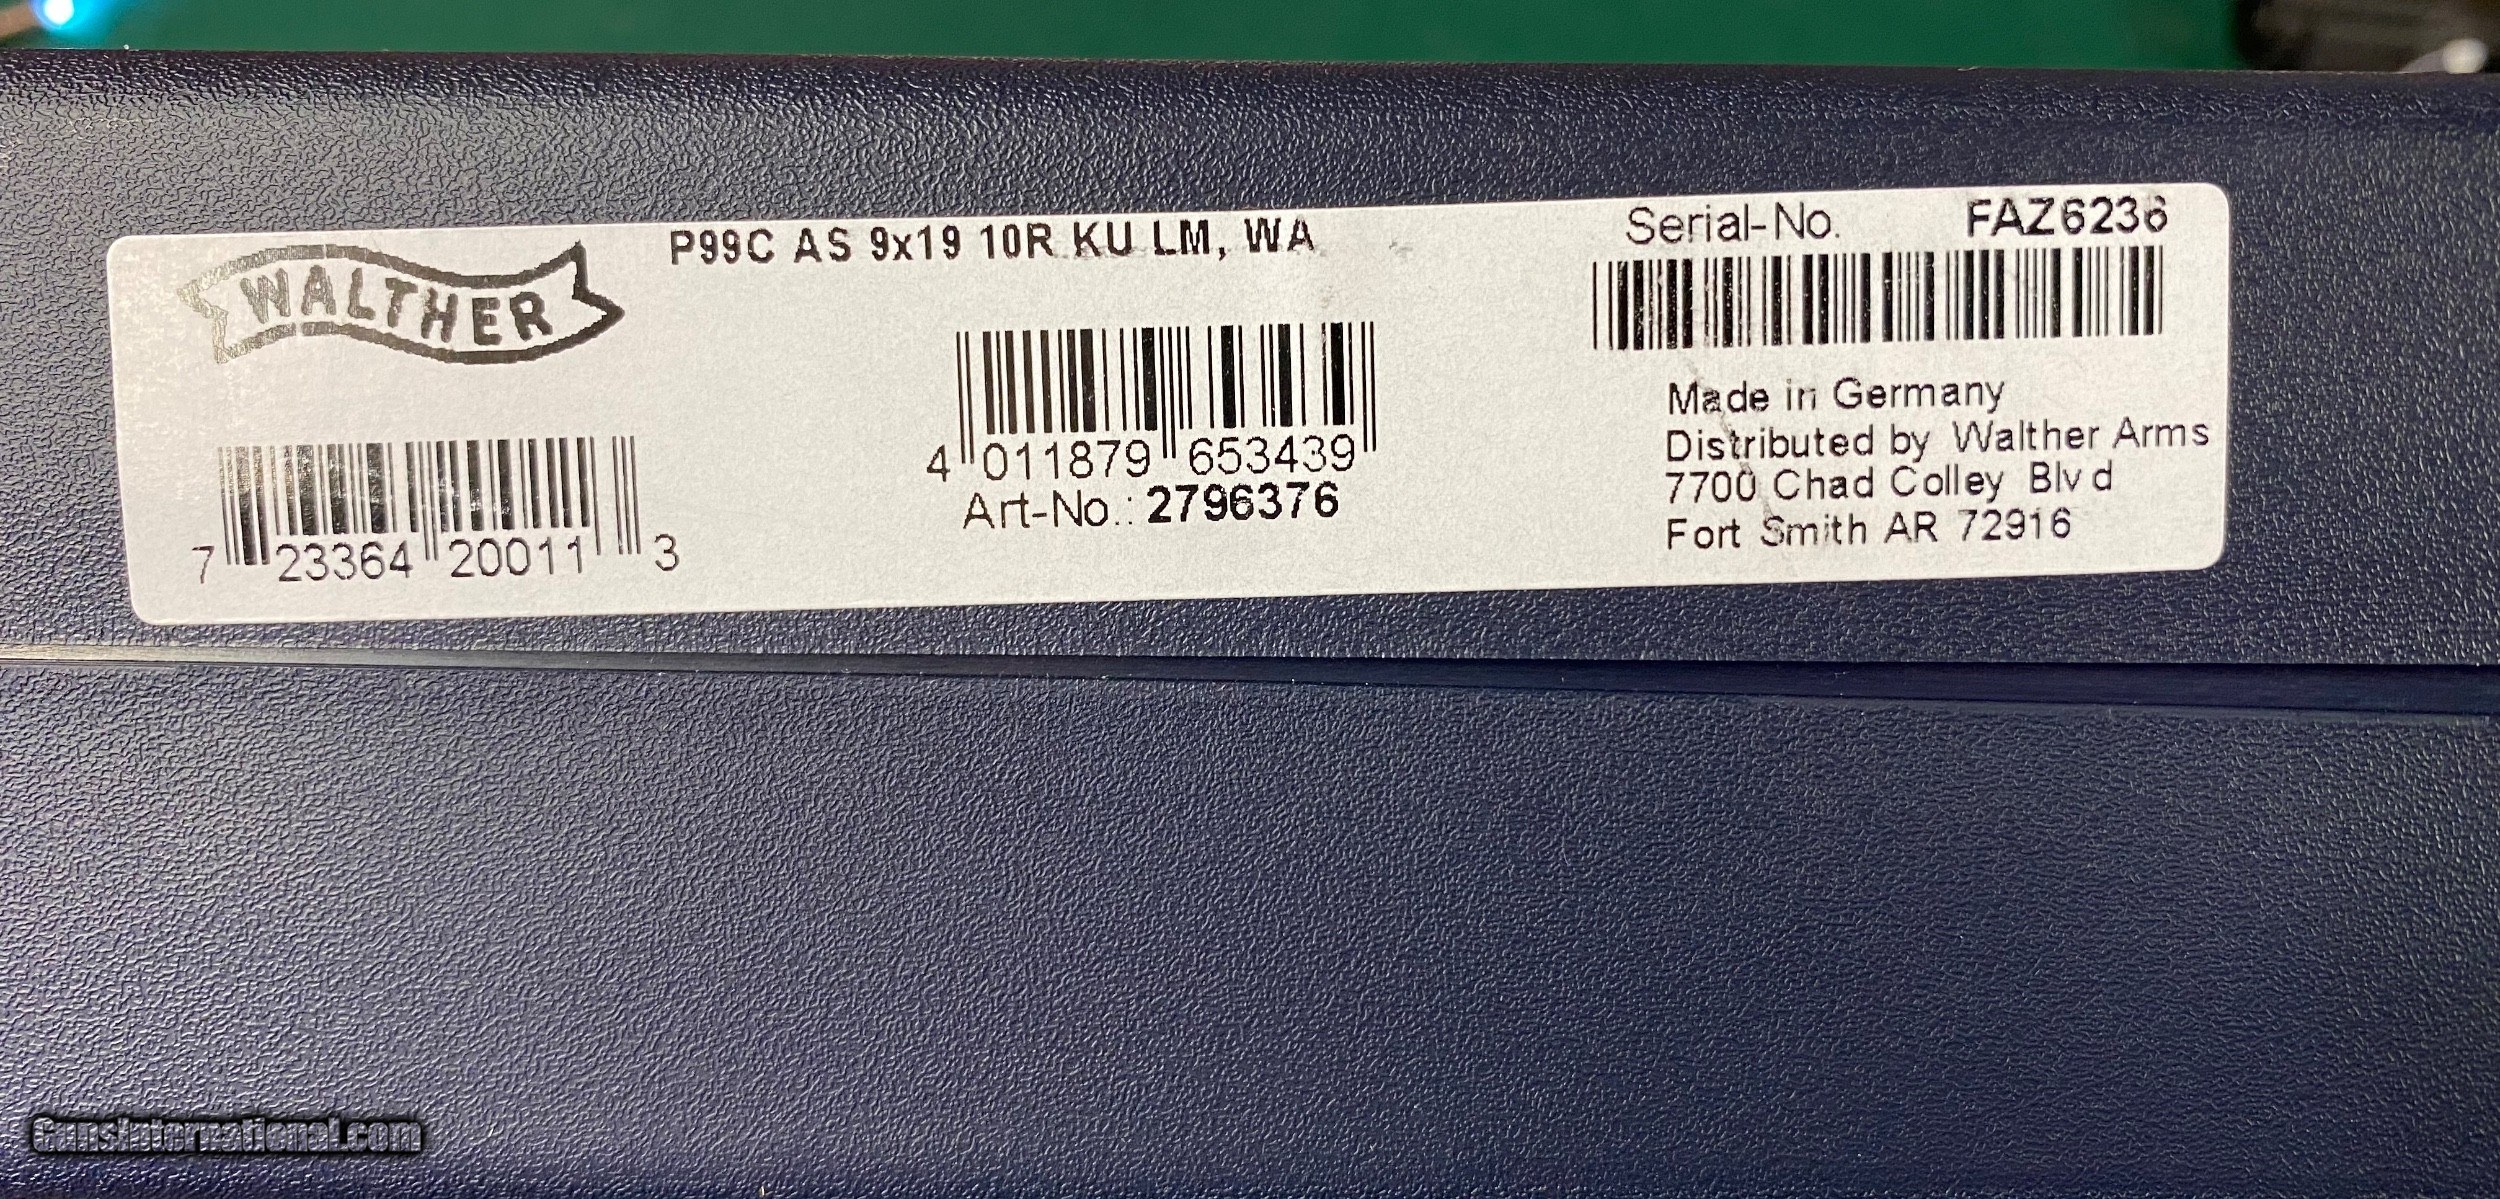 WALTHER
P99C AS 9x19 10R KU LM, WA
7 23364 20011 3
4 011879 653439
Art-No.: 2796376
Serial-No. FAZ6236
Made in Germany
Distributed by Walther Arms
7700 Chad Colley Blvd
Fort Smith AR 72916
GunsInternational.com